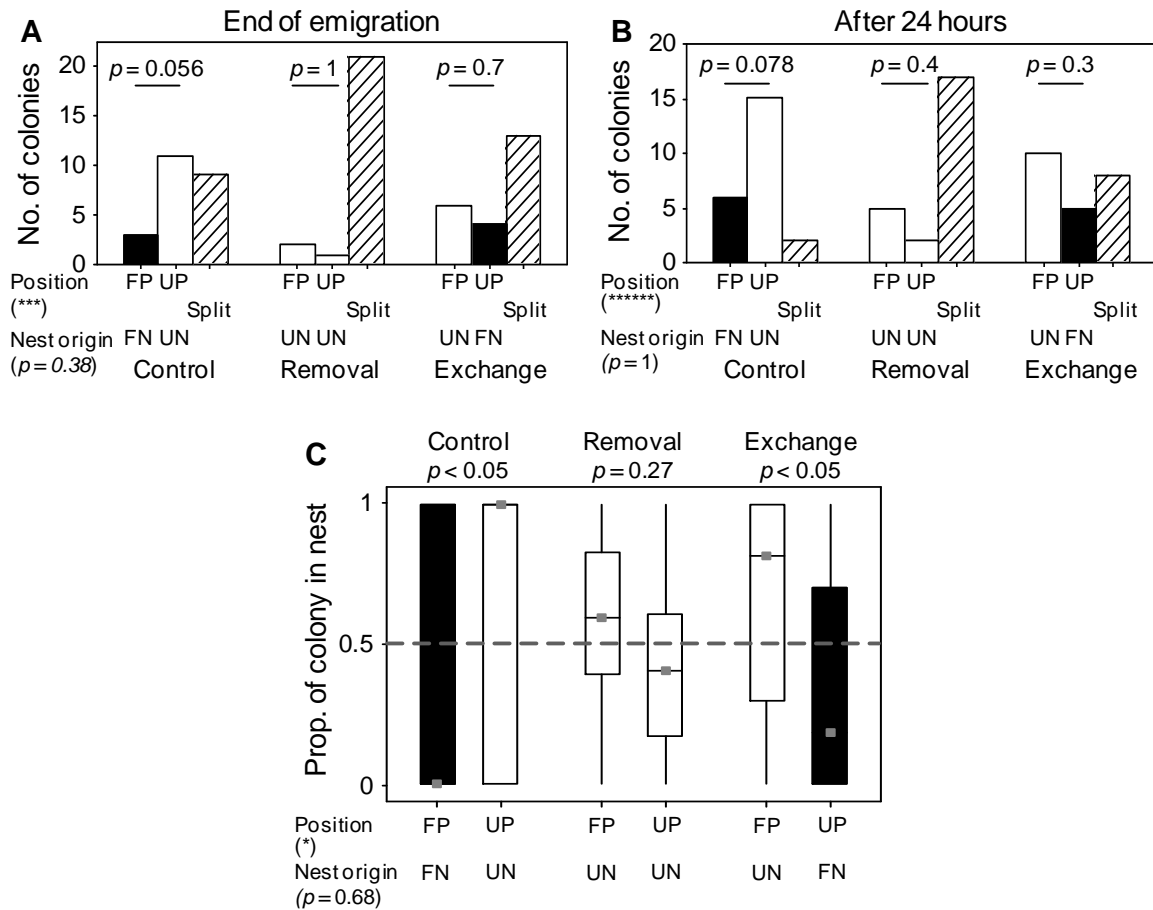 A End of emigration
No. of colonies
20
15
10
5
0
p = 0.056 p = 1 p = 0.7
Position FP UP FP UP FP UP
(***) Split Split Split
Nest origin FN UN UN UN UN FN
(p = 0.38) Control Removal Exchange
B After 24 hours
No. of colonies
20
15
10
5
0
p = 0.078 p = 0.4 p = 0.3
Position FP UP FP UP FP UP
(******) Split Split Split
Nest origin FN UN UN UN UN FN
(p = 1) Control Removal Exchange
C Control Removal Exchange
p < 0.05 p = 0.27 p < 0.05
Prop. of colony in nest
1
0.5
0
Position FP UP FP UP FP UP
(*)
Nest origin FN UN UN UN UN FN
(p = 0.68)